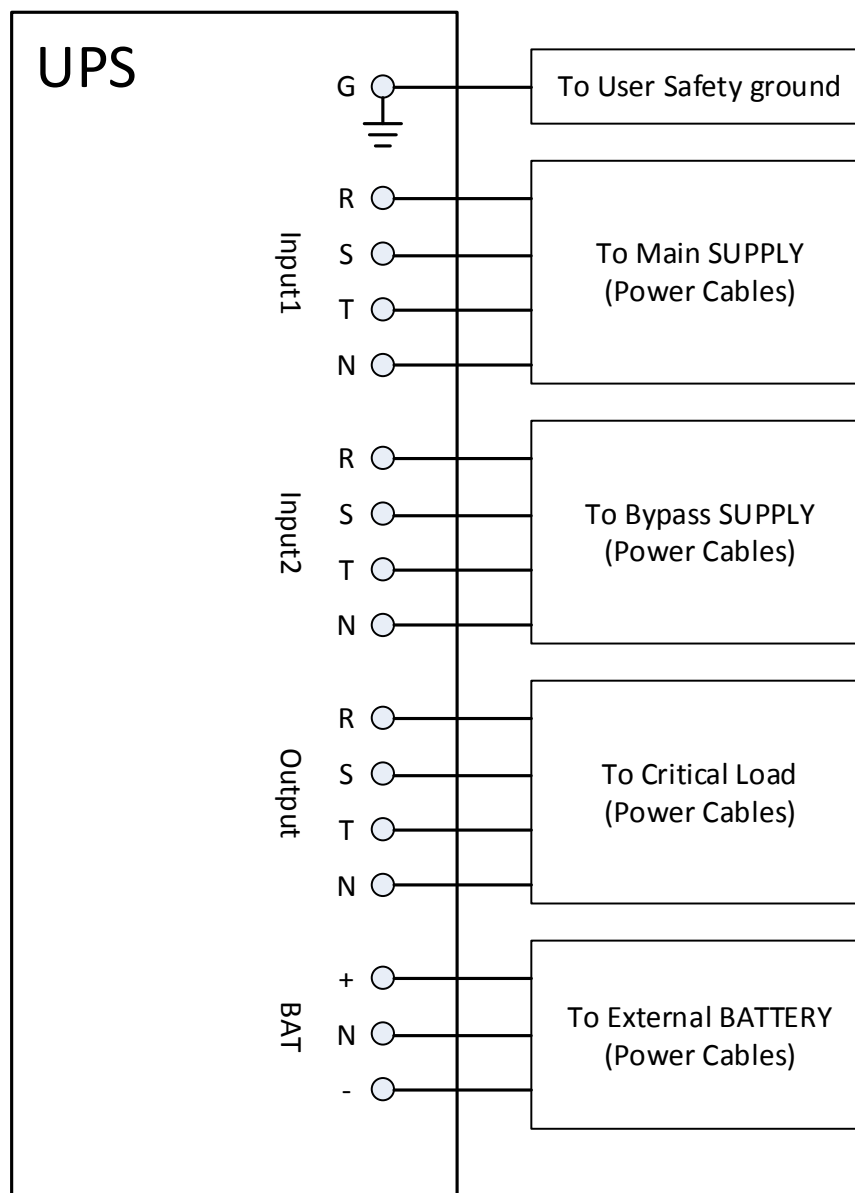 UPS
G
To User Safety ground
Input1
R
S
T
N
To Main SUPPLY
(Power Cables)
Input2
R
S
T
N
To Bypass SUPPLY
(Power Cables)
Output
R
S
T
N
To Critical Load
(Power Cables)
BAT
+
N
-
To External BATTERY
(Power Cables)